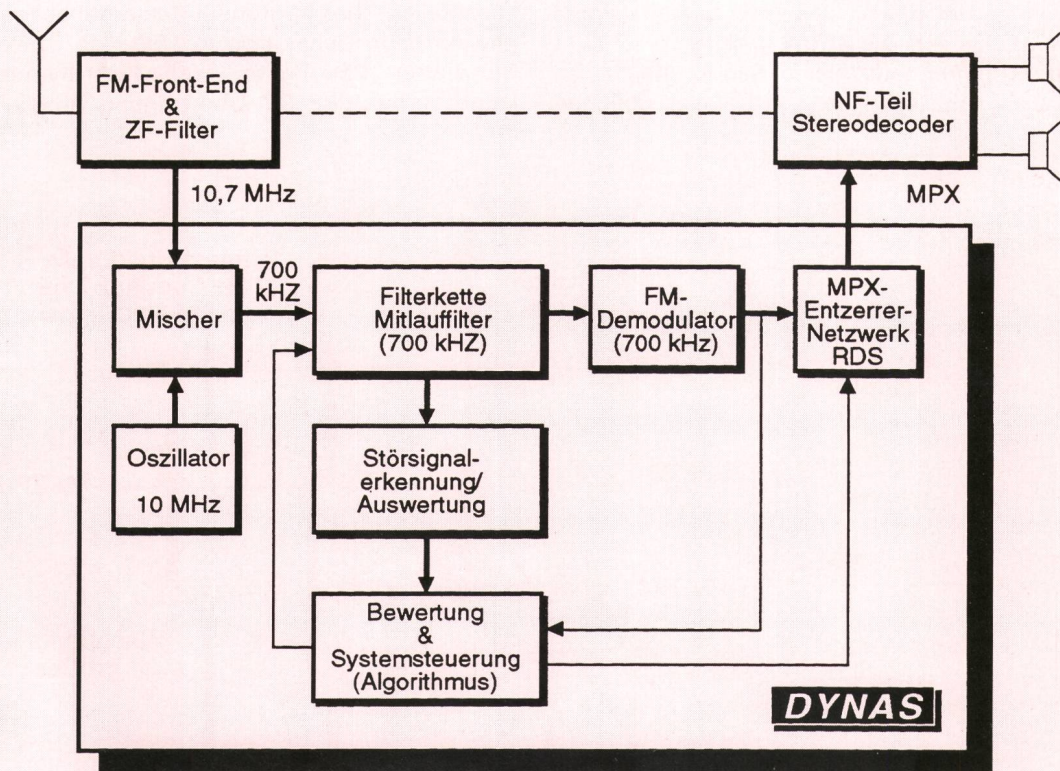 FM-Front-End
&
ZF-Filter
NF-Teil
Stereodecoder
10,7 MHz
MPX
Mischer
700
kHZ
Filterkette
Mitlauffilter
(700 kHZ)
FM-
Demodulator
(700 kHz)
MPX-
Entzerrer-
Netzwerk
RDS
Oszillator
10 MHz
Störsignal-
erkennung/
Auswertung
Bewertung
&
Systemsteuerung
(Algorithmus)
DYNAS